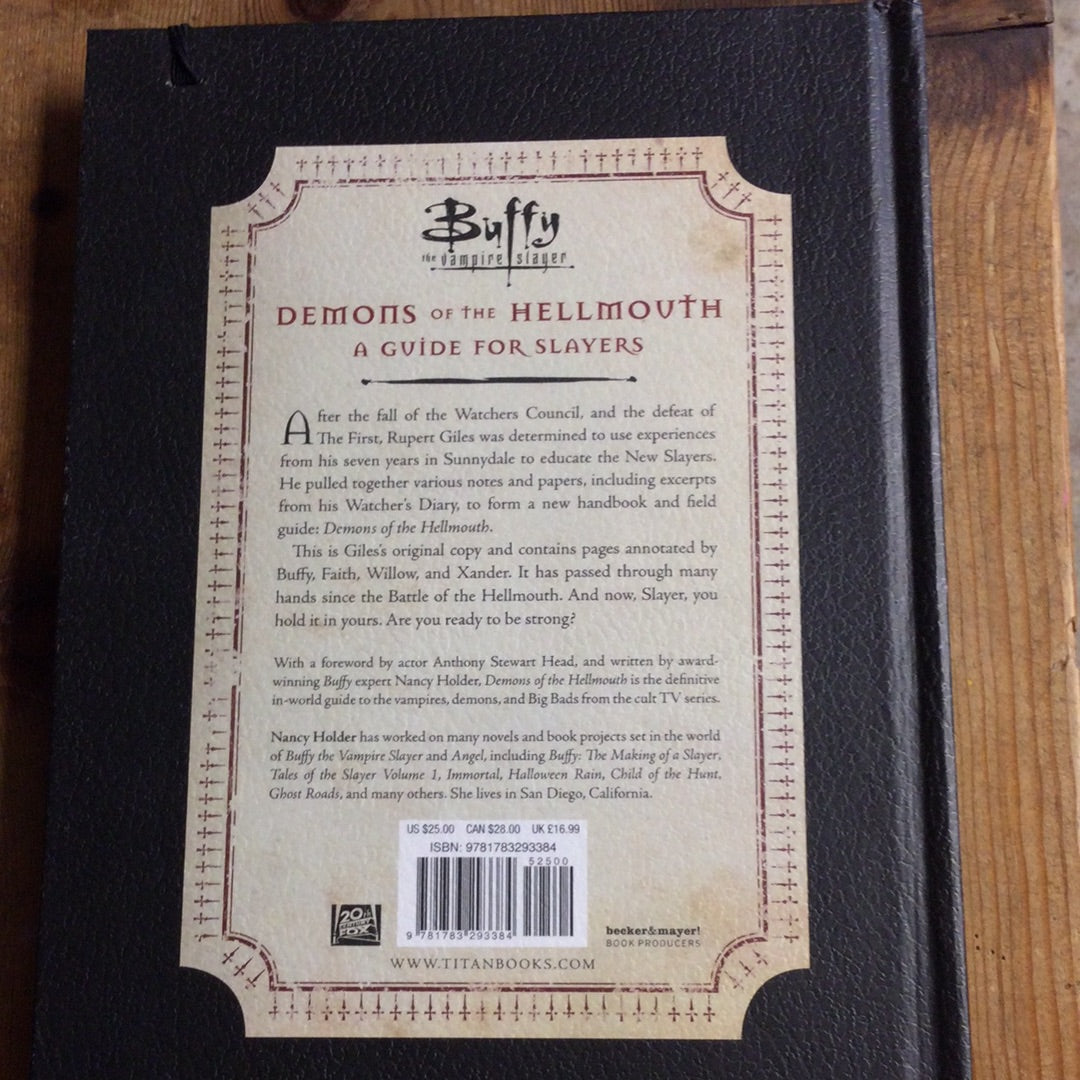 Buffy
the vampire slayer
DEMONS OF THE HELLMOUTH
A GUIDE FOR SLAYERS
After the fall of the Watchers Council, and the defeat of
The First, Rupert Giles was determined to use experiences
from his seven years in Sunnydale to educate the New Slayers.
He pulled together various notes and papers, including excerpts
from his Watcher's Diary, to form a new handbook and field
guide: Demons of the Hellmouth.
This is Giles's original copy and contains pages annotated by
Buffy, Faith, Willow, and Xander. It has passed through many
hands since the Battle of the Hellmouth. And now, Slayer, you
hold it in yours. Are you ready to be strong?
With a foreword by actor Anthony Stewart Head, and written by award-
winning Buffy expert Nancy Holder, Demons of the Hellmouth is the definitive
in-world guide to the vampires, demons, and Big Bads from the cult TV series.
Nancy Holder has worked on many novels and book projects set in the world
of Buffy the Vampire Slayer and Angel, including Buffy: The Making of a Slayer,
Tales of the Slayer Volume 1, Immortal, Halloween Rain, Child of the Hunt,
Ghost Roads, and many others. She lives in San Diego, California.
US $25.00 CAN $28.00 UK £16.99
ISBN: 9781783293384
52500
9 781783 293384
20th
CENTURY
FOX
becker&mayer!
BOOK PRODUCERS
WWW.TITANBOOKS.COM